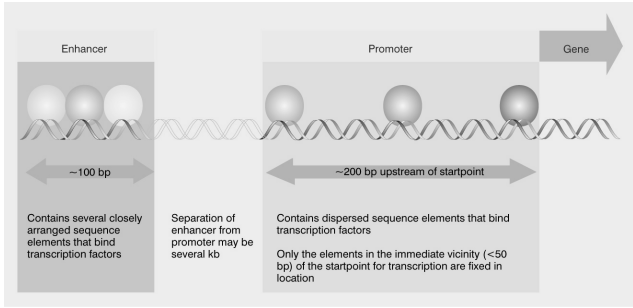 Enhancer
Promoter
Gene
~100 bp
~200 bp upstream of startpoint
Contains several closely
arranged sequence
elements that bind
transcription factors
Separation of
enhancer from
promoter may be
several kb
Contains dispersed sequence elements that bind
transcription factors
Only the elements in the immediate vicinity (<50
bp) of the startpoint for transcription are fixed in
location